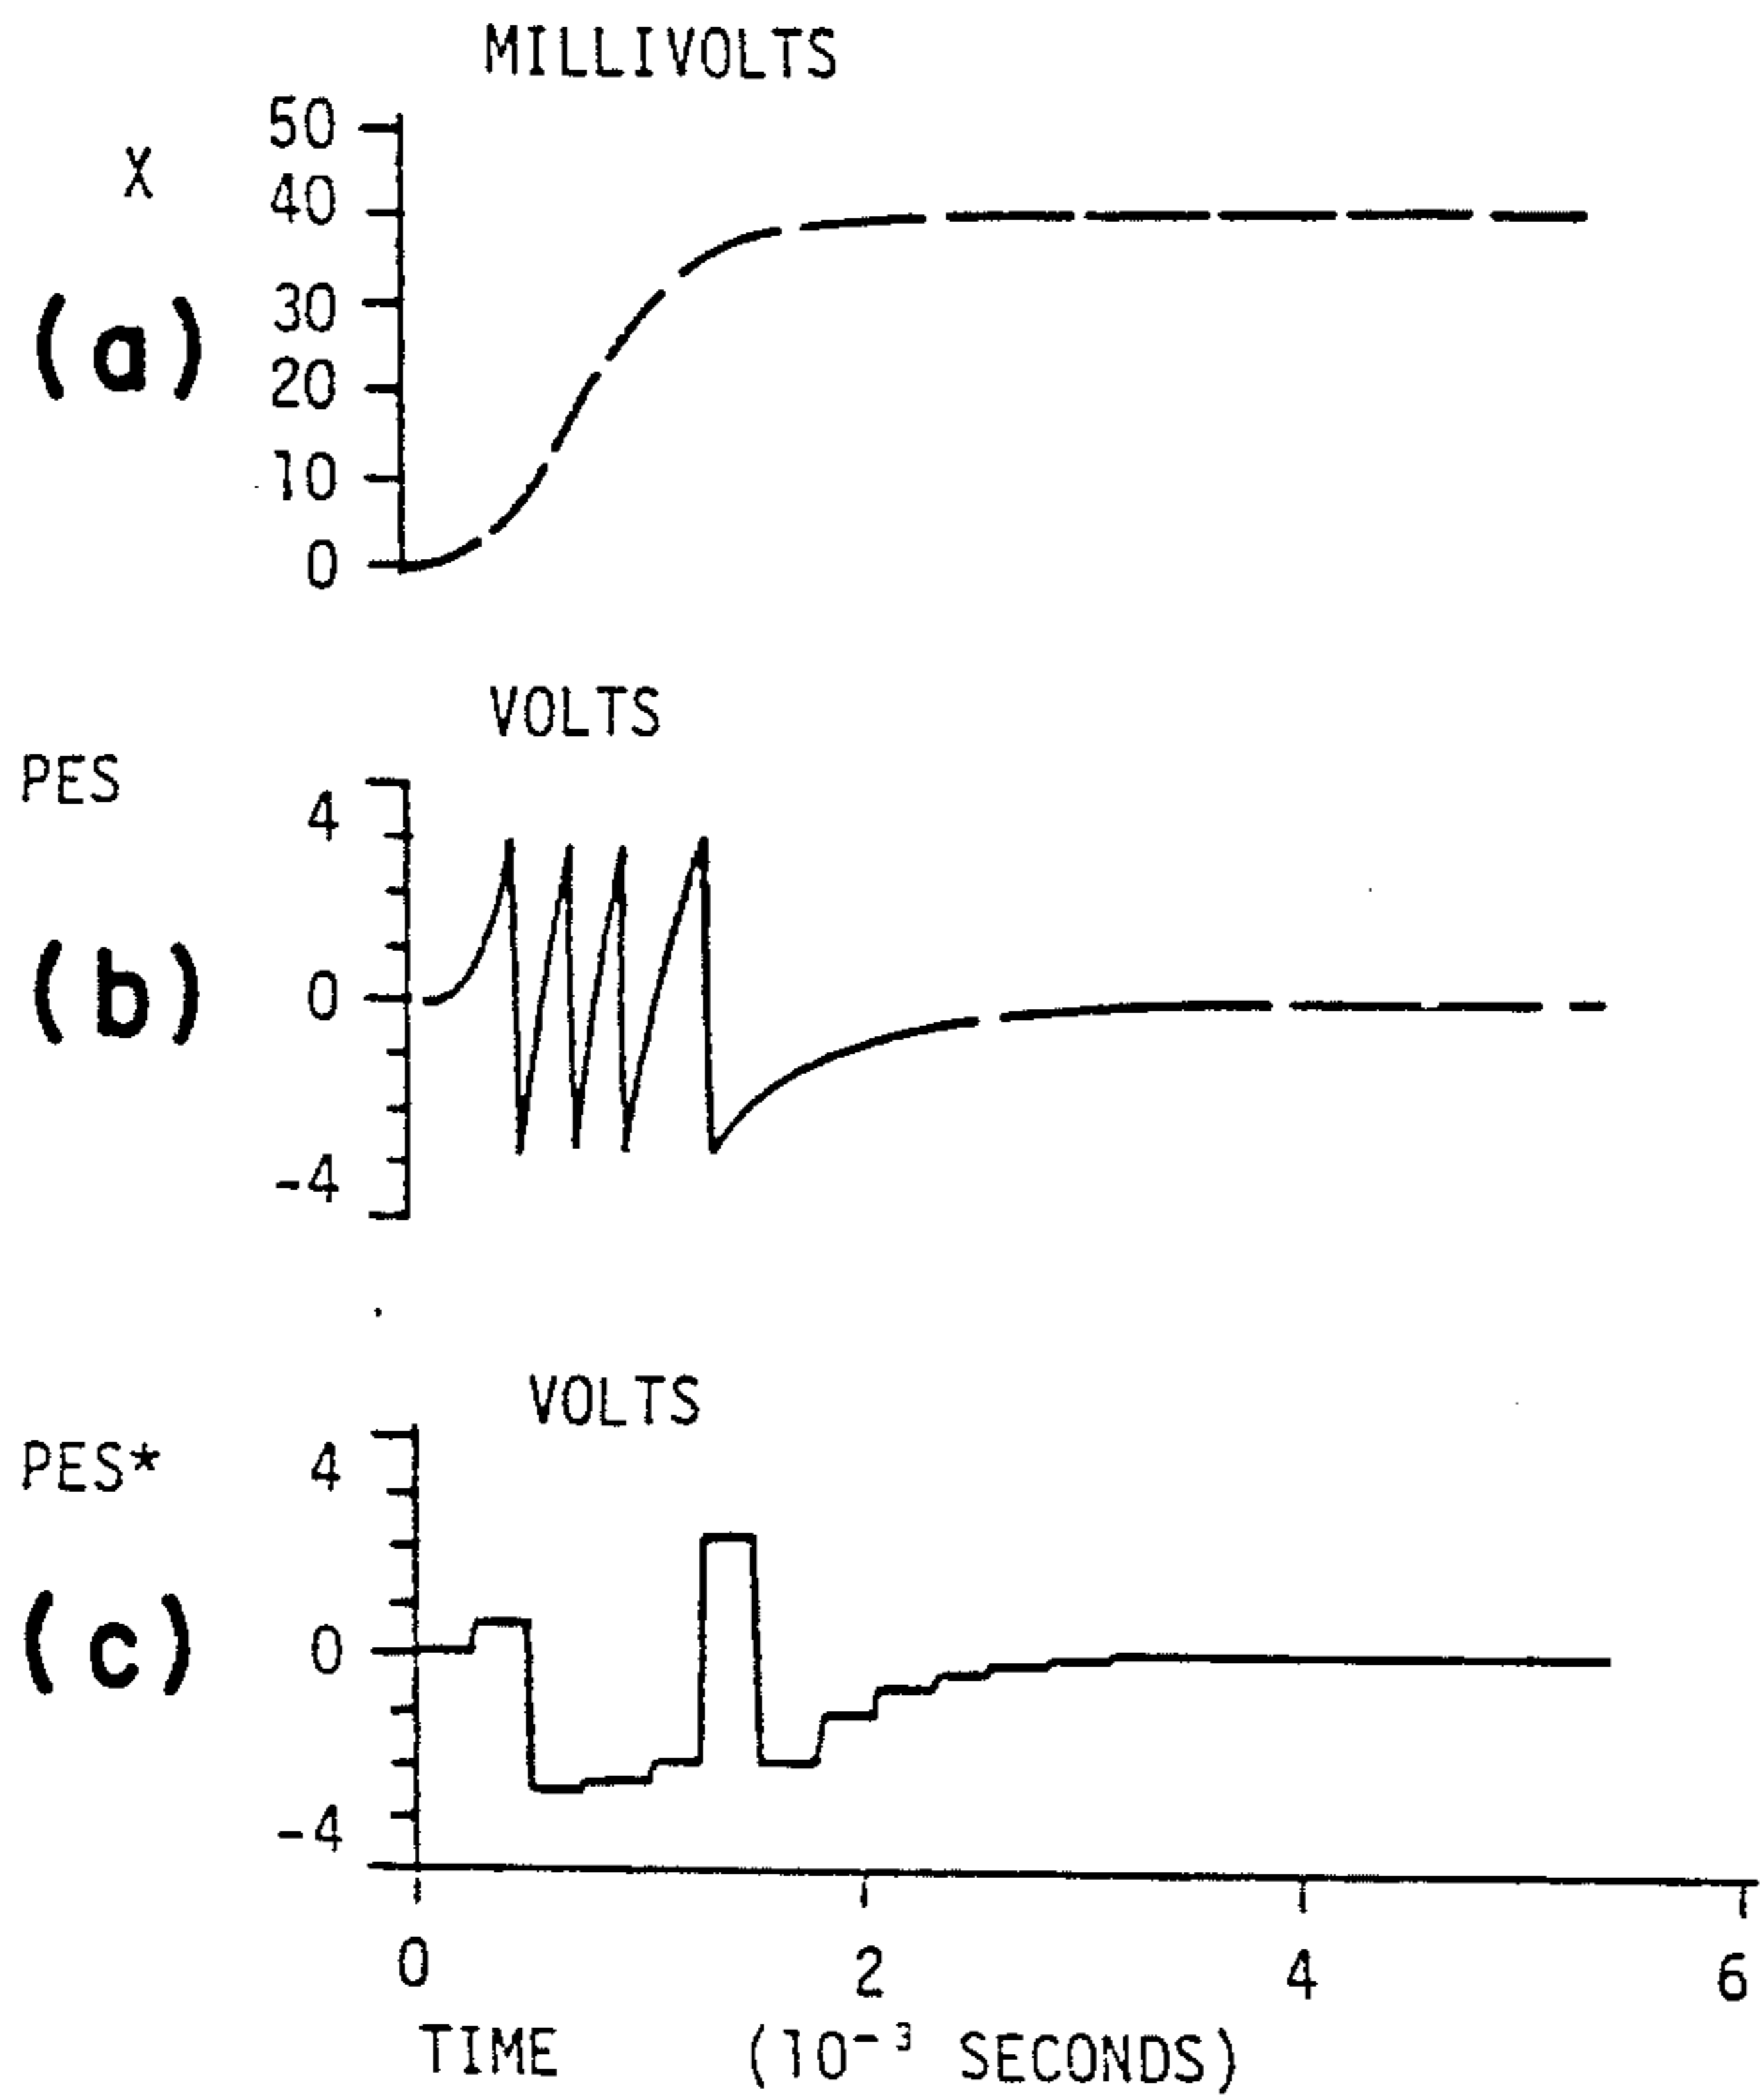 MILLIVOLTS
X
50
40
30
20
10
0
(a)
VOLTS
PES
4
0
-4
(b)
VOLTS
PES*
4
0
-4
(c)
0 2 4 6
TIME (10⁻³ SECONDS)